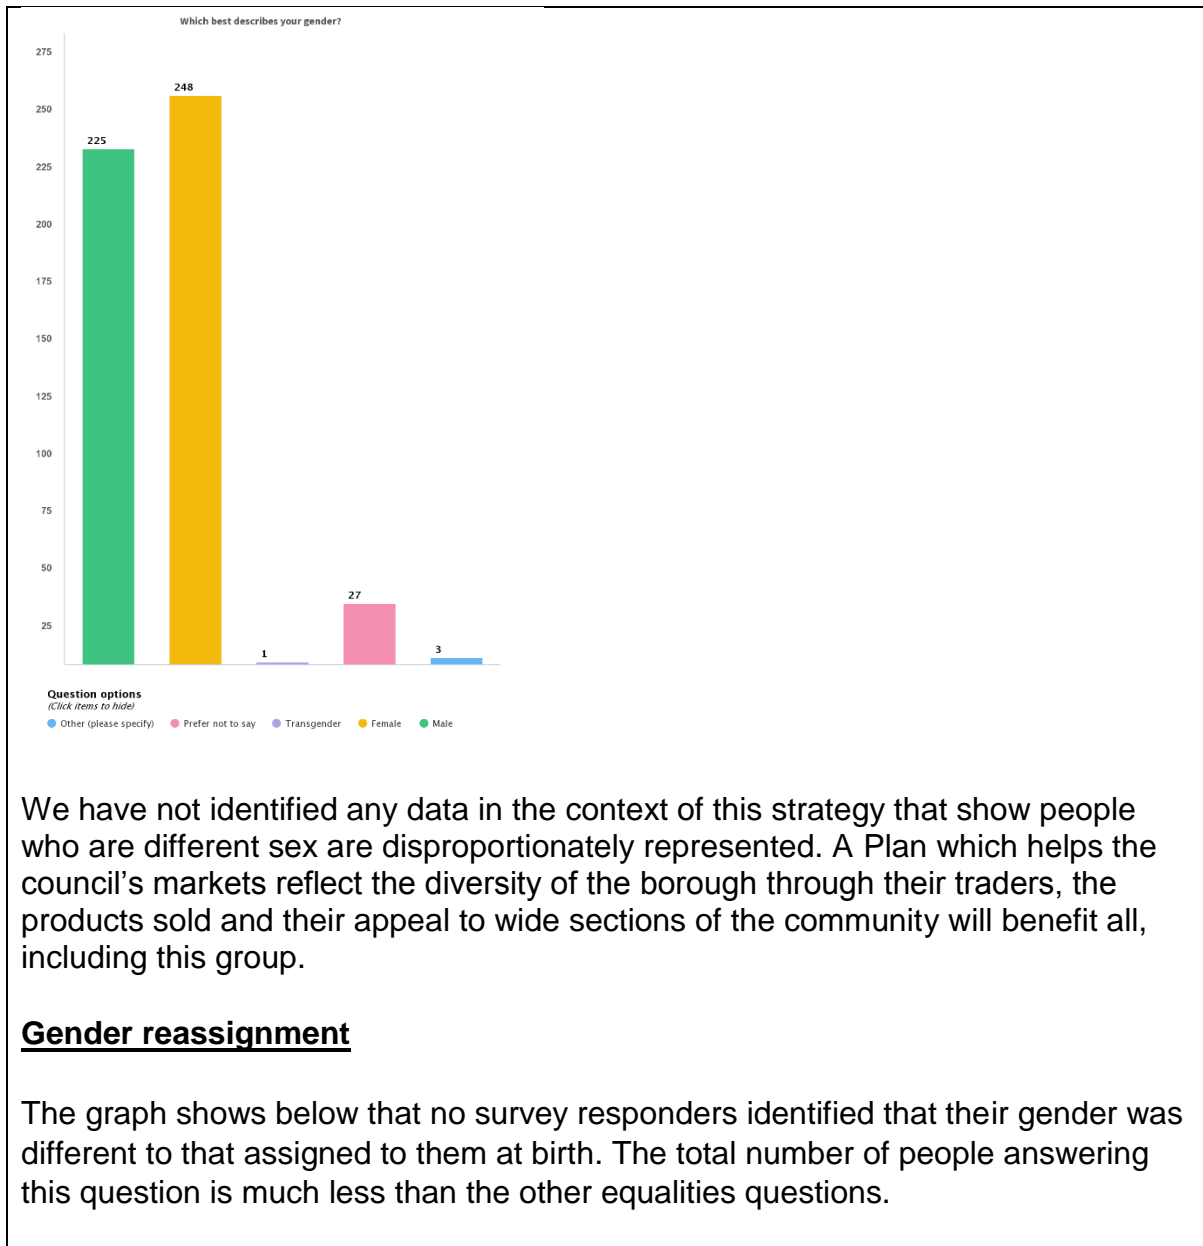 Which best describes your gender?
275
250
225
200
175
150
125
100
75
50
25
225
248
1
27
3
Question options
(Click items to hide)
Other (please specify) Prefer not to say Transgender Female Male
We have not identified any data in the context of this strategy that show people
who are different sex are disproportionately represented. A Plan which helps the
council’s markets reflect the diversity of the borough through their traders, the
products sold and their appeal to wide sections of the community will benefit all,
including this group.
Gender reassignment
The graph shows below that no survey responders identified that their gender was
different to that assigned to them at birth. The total number of people answering
this question is much less than the other equalities questions.